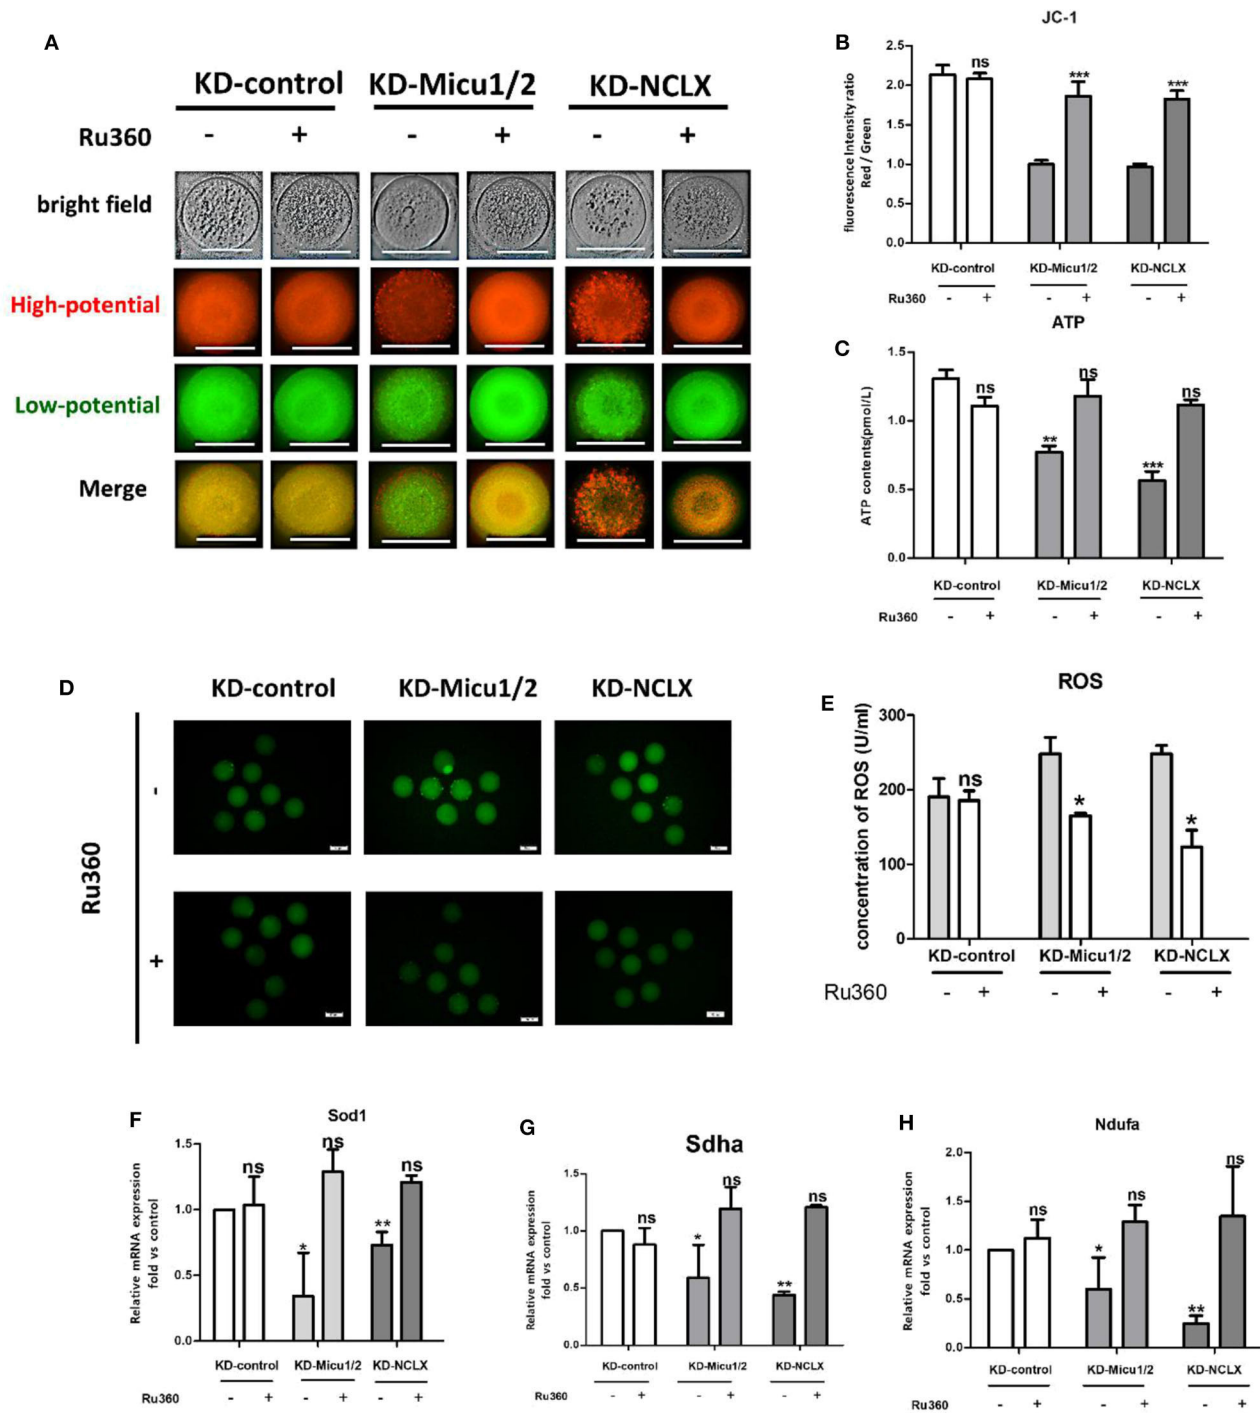 A
KD-control KD-Micu1/2 KD-NCLX
Ru360 - + - + - +
bright field
High-potential
Low-potential
Merge
B
JC-1
fluorescence Intensity ratio
Red / Green
2.5
2.0
1.5
1.0
0.5
0.0
ns *** ***
KD-control KD-Micu1/2 KD-NCLX
Ru360 - + - + - +
C
ATP
ATP contents(pmol/L)
1.5
1.0
0.5
0.0
ns ** ns *** ns
KD-control KD-Micu1/2 KD-NCLX
Ru360 - + - + - +
D
KD-control KD-Micu1/2 KD-NCLX
Ru360
-
+
E
ROS
concentration of ROS (U/ml)
300
200
100
0
ns * *
KD-control KD-Micu1/2 KD-NCLX
Ru360 - + - + - +
F
Sod1
Relative mRNA expression
fold vs control
1.5
1.0
0.5
0.0
ns * ns ** ns
KD-control KD-Micu1/2 KD-NCLX
Ru360 - + - + - +
G
Sdha
Relative mRNA expression
fold vs control
1.5
1.0
0.5
0.0
ns * ns ** ns
KD-control KD-Micu1/2 KD-NCLX
Ru360 - + - + - +
H
Ndufa
Relative mRNA expression
fold vs control
2.0
1.5
1.0
0.5
0.0
ns * ns ** ns
KD-control KD-Micu1/2 KD-NCLX
Ru360 - + - + - +